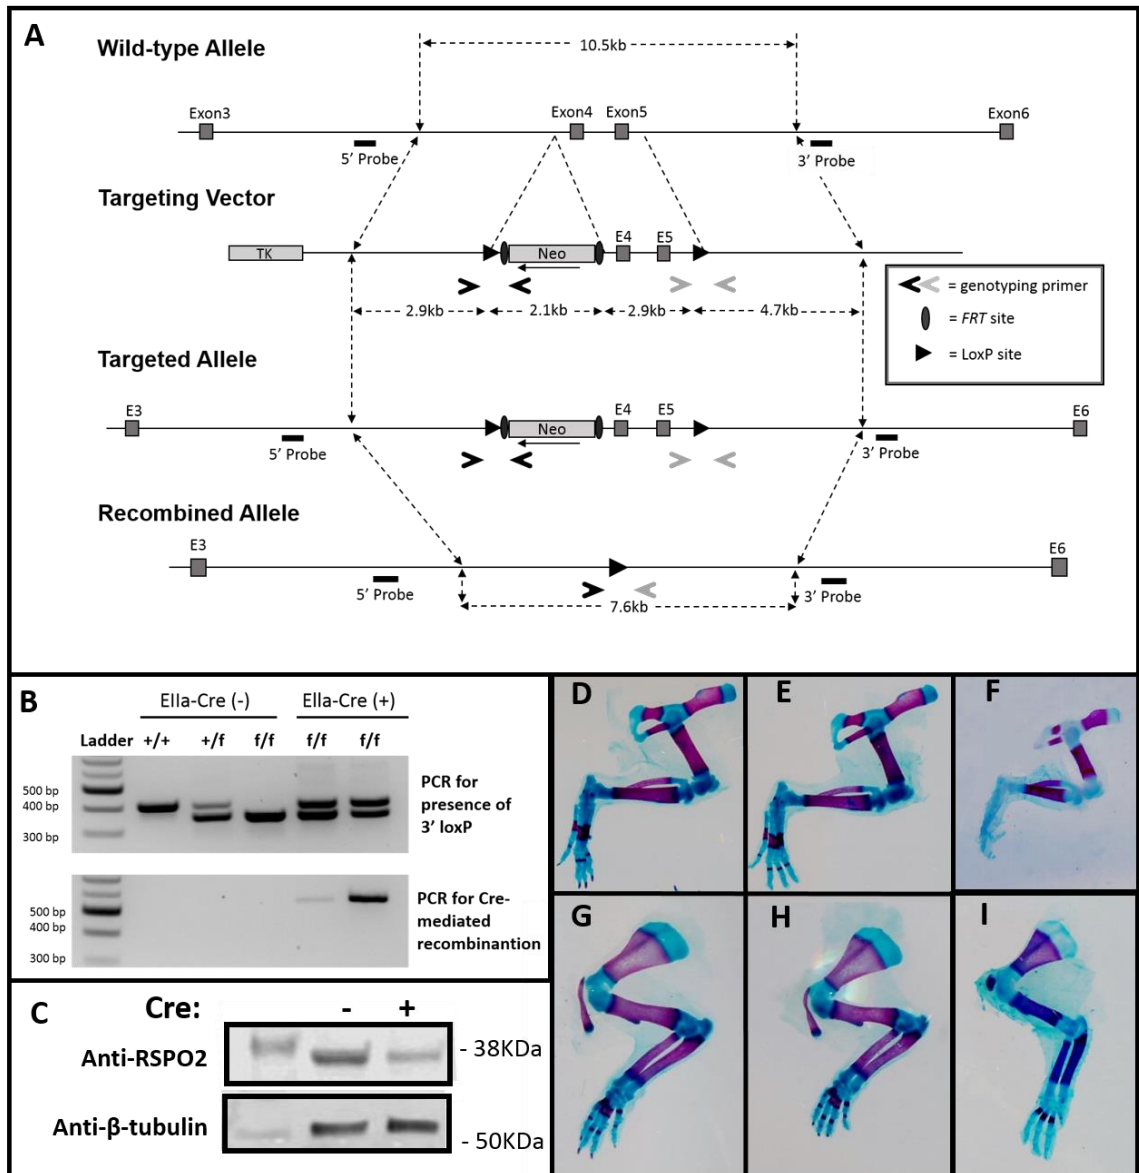 A
Wild-type Allele
10.5kb
Exon3
Exon4
Exon5
Exon6
5’ Probe
3’ Probe
Targeting Vector
TK
Neo
E4
E5
2.9kb
2.1kb
2.9kb
4.7kb
= genotyping primer
= FRT site
= LoxP site
Targeted Allele
E3
Neo
E4
E5
E6
5’ Probe
3’ Probe
Recombined Allele
E3
E6
5’ Probe
3’ Probe
7.6kb
B
EIIa-Cre (-)
EIIa-Cre (+)
Ladder +/+ +/f f/f f/f f/f
500 bp
400 bp
300 bp
PCR for
presence of
3’ loxP
500 bp
400 bp
300 bp
PCR for Cre-
mediated
recombinantion
C
Cre: - +
Anti-RSPO2
- 38KDa
Anti-β-tubulin
- 50KDa
D
E
F
G
H
I